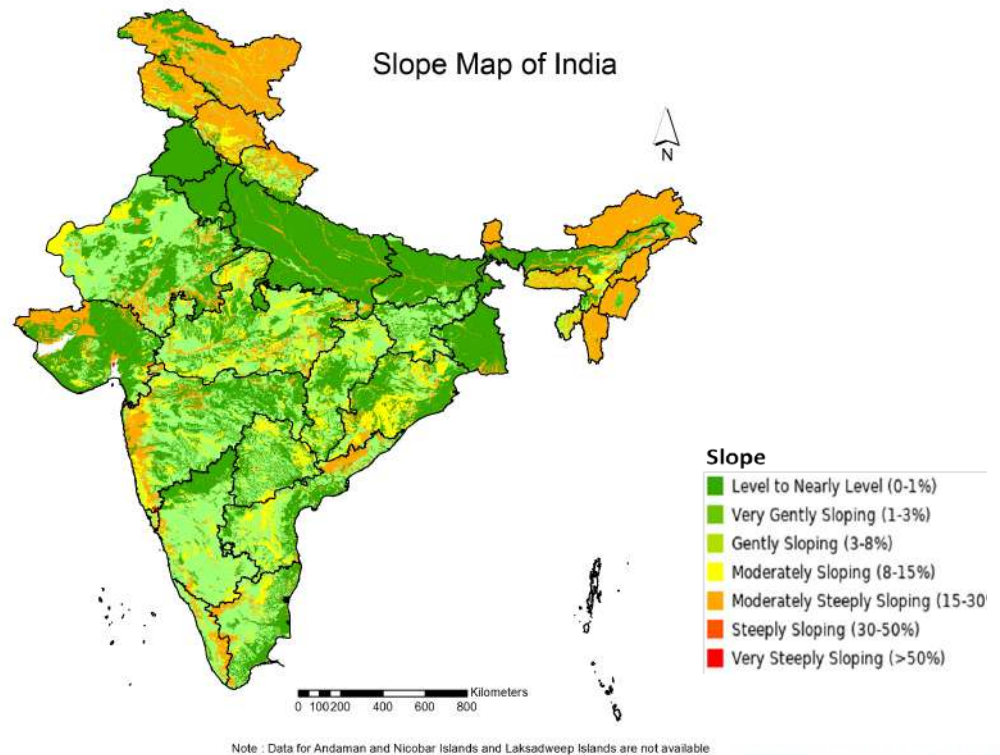 Slope Map of India
N
Slope
Level to Nearly Level (0-1%)
Very Gently Sloping (1-3%)
Gently Sloping (3-8%)
Moderately Sloping (8-15%)
Moderately Steeply Sloping (15-30%
Steeply Sloping (30-50%)
Very Steeply Sloping (>50%)
Kilometers
0 100 200 400 600 800
Note : Data for Andaman and Nicobar Islands and Laksadweep Islands are not available